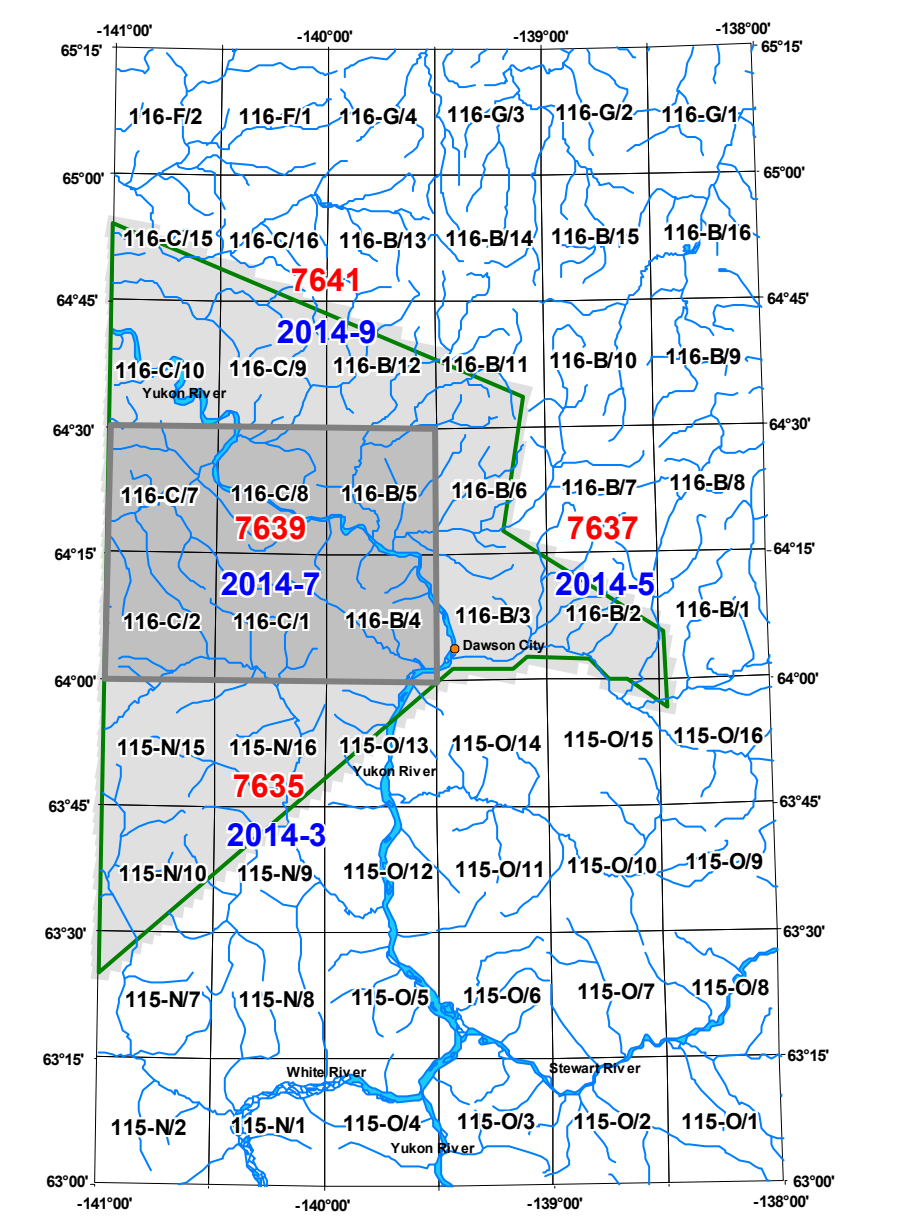 -141°00' -140°00' -139°00' -138°00'
65°15' 65°15'
116-F/2 116-F/1 116-G/4 116-G/3 116-G/2 116-G/1
65°00' 65°00'
116-C/15 116-C/16 116-B/13 116-B/14 116-B/15 116-B/16
7641
64°45' 64°45'
2014-9
116-C/10 116-C/9 116-B/12 116-B/11 116-B/10 116-B/9
Yukon River
64°30' 64°30'
116-C/7 116-C/8 116-B/5 116-B/6 116-B/7 116-B/8
7639 7637
64°15' 64°15'
2014-7 2014-5
116-C/2 116-C/1 116-B/4 116-B/3 116-B/2 116-B/1
Dawson City
64°00' 64°00'
115-N/15 115-N/16 115-O/13 115-O/14 115-O/15 115-O/16
Yukon River
7635
63°45' 63°45'
2014-3
115-N/10 115-N/9 115-O/12 115-O/11 115-O/10 115-O/9
63°30' 63°30'
115-N/7 115-N/8 115-O/5 115-O/6 115-O/7 115-O/8
63°15' 63°15'
White River Stewart River
115-N/2 115-N/1 115-O/4 115-O/3 115-O/2 115-O/1
Yukon River
63°00' 63°00'
-141°00' -140°00' -139°00' -138°00'